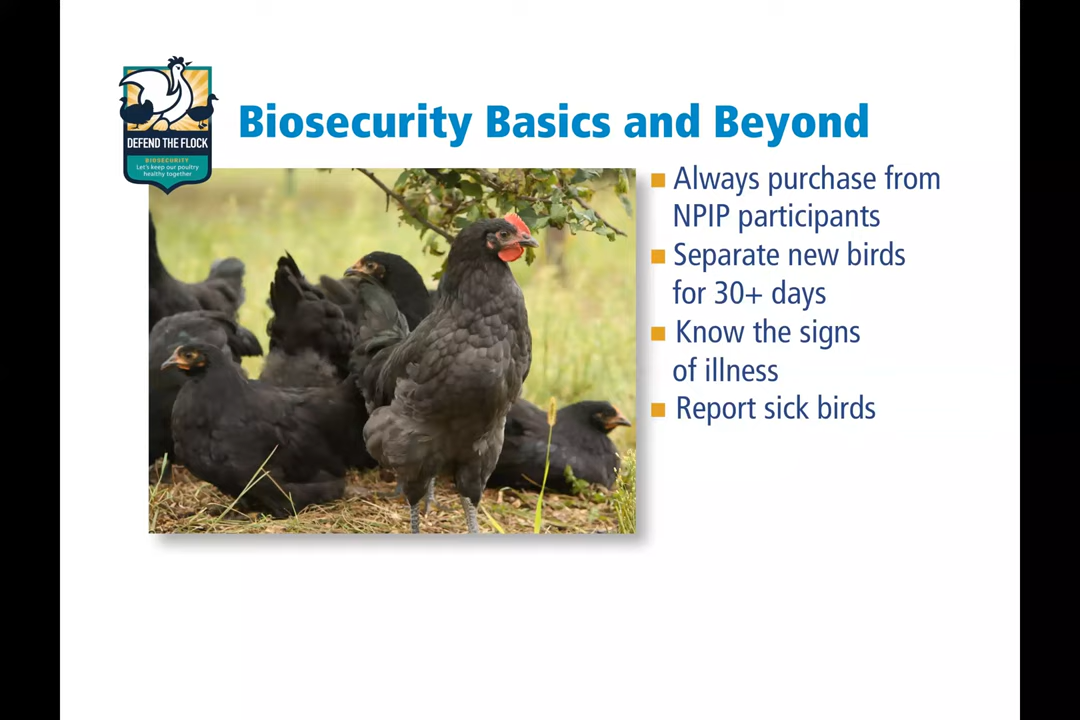 DEFEND THE FLOCK
BIOSECURITY
Let's keep our poultry
healthy together
Biosecurity Basics and Beyond
Always purchase from
NPIP participants
Separate new birds
for 30+ days
Know the signs
of illness
Report sick birds